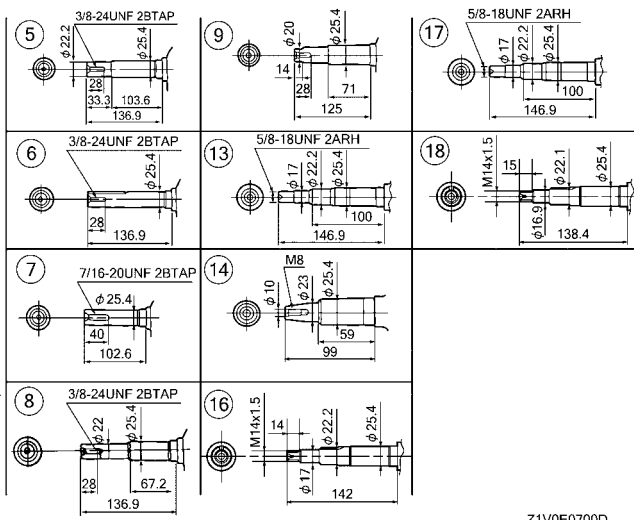 5
3/8-24UNF 2BTAP
φ22.2
φ25.4
28
33.3
103.6
136.9
6
3/8-24UNF 2BTAP
φ25.4
28
136.9
7
7/16-20UNF 2BTAP
φ25.4
40
102.6
8
3/8-24UNF 2BTAP
φ22
φ25.4
28
67.2
136.9
9
φ20
φ25.4
14
28
71
125
13
5/8-18UNF 2ARH
φ17
φ22.2
φ25.4
100
146.9
14
M8
φ10
φ23
φ25.4
59
99
16
M14x1.5
14
φ17
φ22.2
φ25.4
142
17
5/8-18UNF 2ARH
φ17
φ22.2
φ25.4
100
146.9
18
M14x1.5
15
φ16.9
φ22.1
φ25.4
138.4
Z1V0E0700D